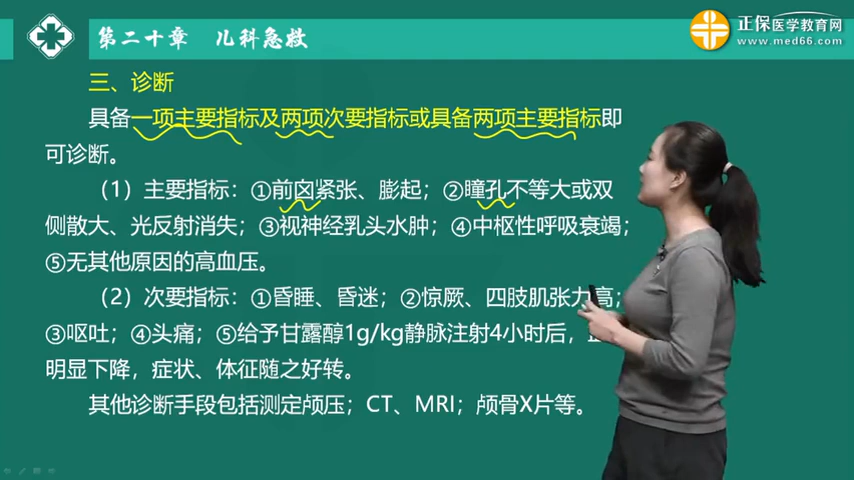 第二十章 儿科急救
正保医学教育网
www.med66.com
三、诊断
具备一项主要指标及两项次要指标或具备两项主要指标即
可诊断。
（1）主要指标：①前囟紧张、膨起；②瞳孔不等大或双
侧散大、光反射消失；③视神经乳头水肿；④中枢性呼吸衰竭；
⑤无其他原因的高血压。
（2）次要指标：①昏睡、昏迷；②惊厥、四肢肌张力高；
③呕吐；④头痛；⑤给予甘露醇1g/kg静脉注射4小时后，
明显下降，症状、体征随之好转。
其他诊断手段包括测定颅压；CT、MRI；颅骨X片等。